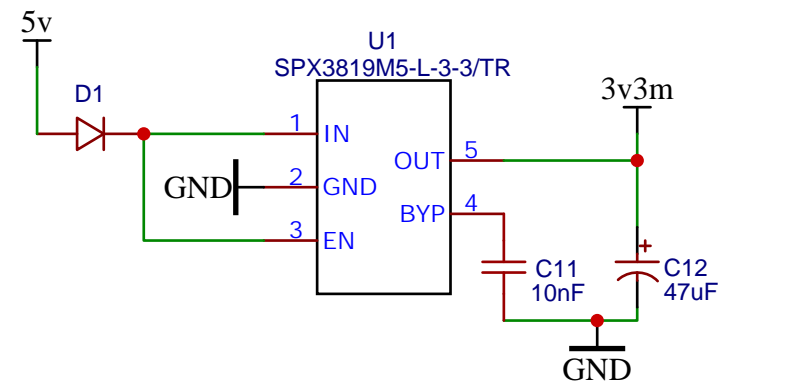 5v
U1
SPX3819M5-L-3-3/TR
D1
3v3m
1 IN
OUT 5
GND 2 GND
BYP 4
3 EN
+
C11
10nF
C12
47uF
GND